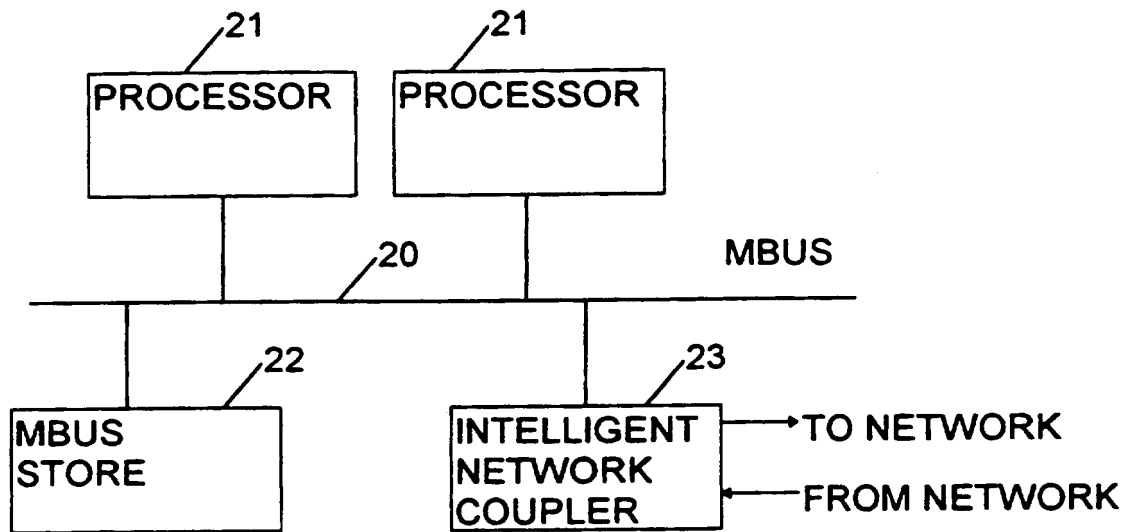 21
21
PROCESSOR
PROCESSOR
20
MBUS
22
23
MBUS
STORE
INTELLIGENT
NETWORK
COUPLER
TO NETWORK
FROM NETWORK